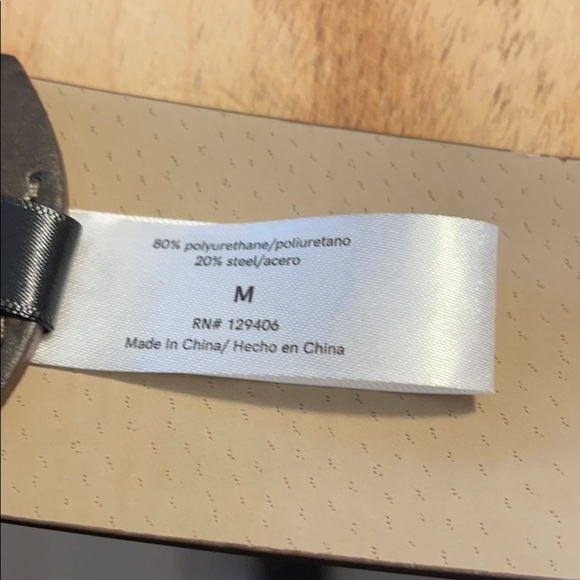 80% polyurethane/poliuretano
20% steel/acero
M
RN# 129406
Made In China/ Hecho en China